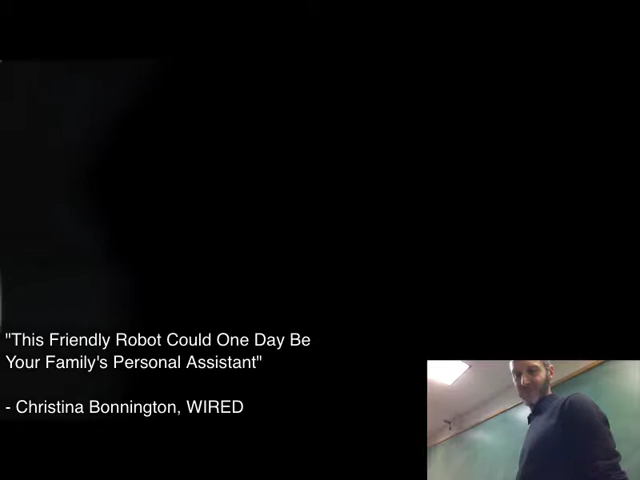 "This Friendly Robot Could One Day Be
Your Family's Personal Assistant"
- Christina Bonnington, WIRED